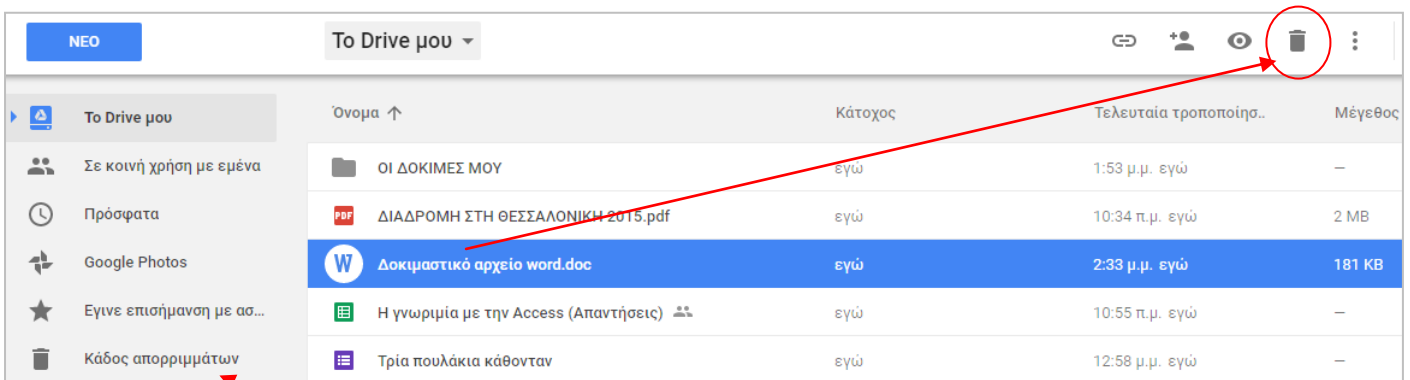 ΝΕΟ
Το Drive μου
Το Drive μου
Σε κοινή χρήση με εμένα
Πρόσφατα
Google Photos
Εγινε επισήμανση με ασ...
Κάδος απορριμμάτων
Όνομα Κάτοχος Τελευταία τροποποίησ.. Μέγεθος
ΟΙ ΔΟΚΙΜΕΣ ΜΟΥ εγώ 1:53 μ.μ. εγώ –
PDF ΔΙΑΔΡΟΜΗ ΣΤΗ ΘΕΣΣΑΛΟΝΙΚΗ 2015.pdf εγώ 10:34 π.μ. εγώ 2 MB
W Δοκιμαστικό αρχείο word.doc εγώ 2:33 μ.μ. εγώ 181 KB
Η γνωριμία με την Access (Απαντήσεις) εγώ 10:55 π.μ. εγώ –
Τρία πουλάκια κάθονταν εγώ 12:58 μ.μ. εγώ –